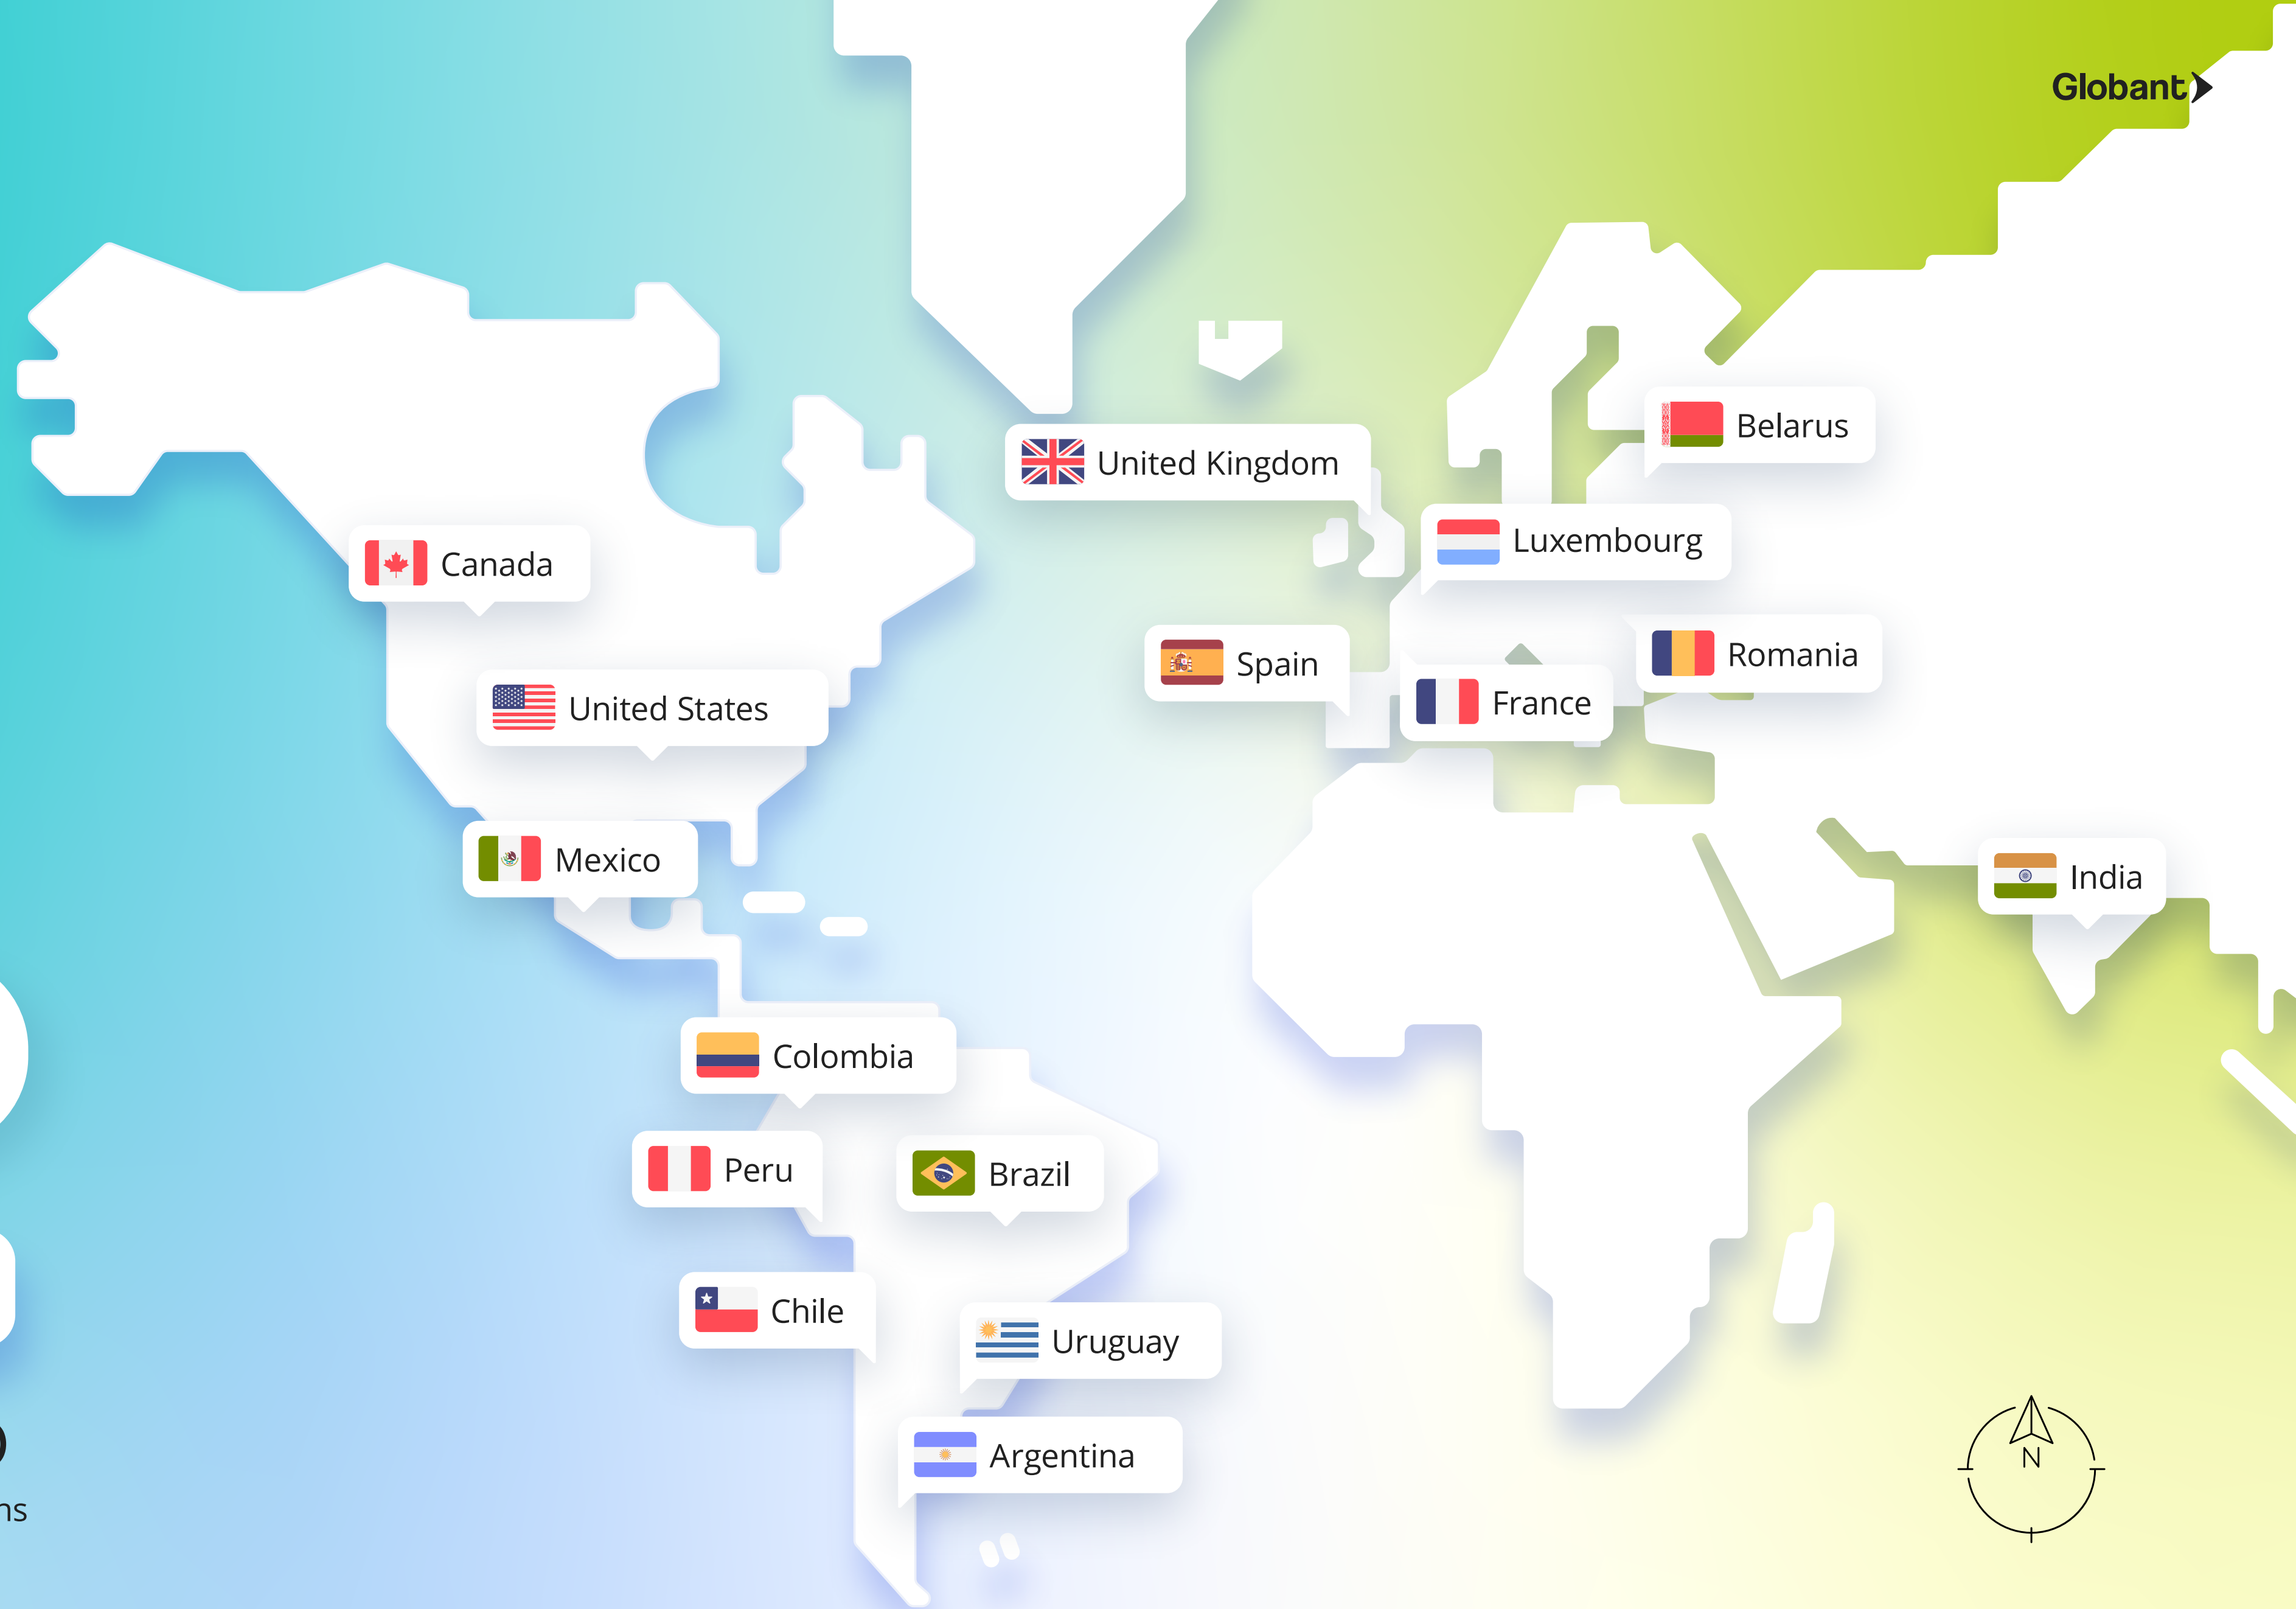 Globant
Belarus
United Kingdom
Luxembourg
Canada
Spain
Romania
France
United States
Mexico
India
Colombia
Peru
Brazil
Chile
Uruguay
Argentina
N
ns